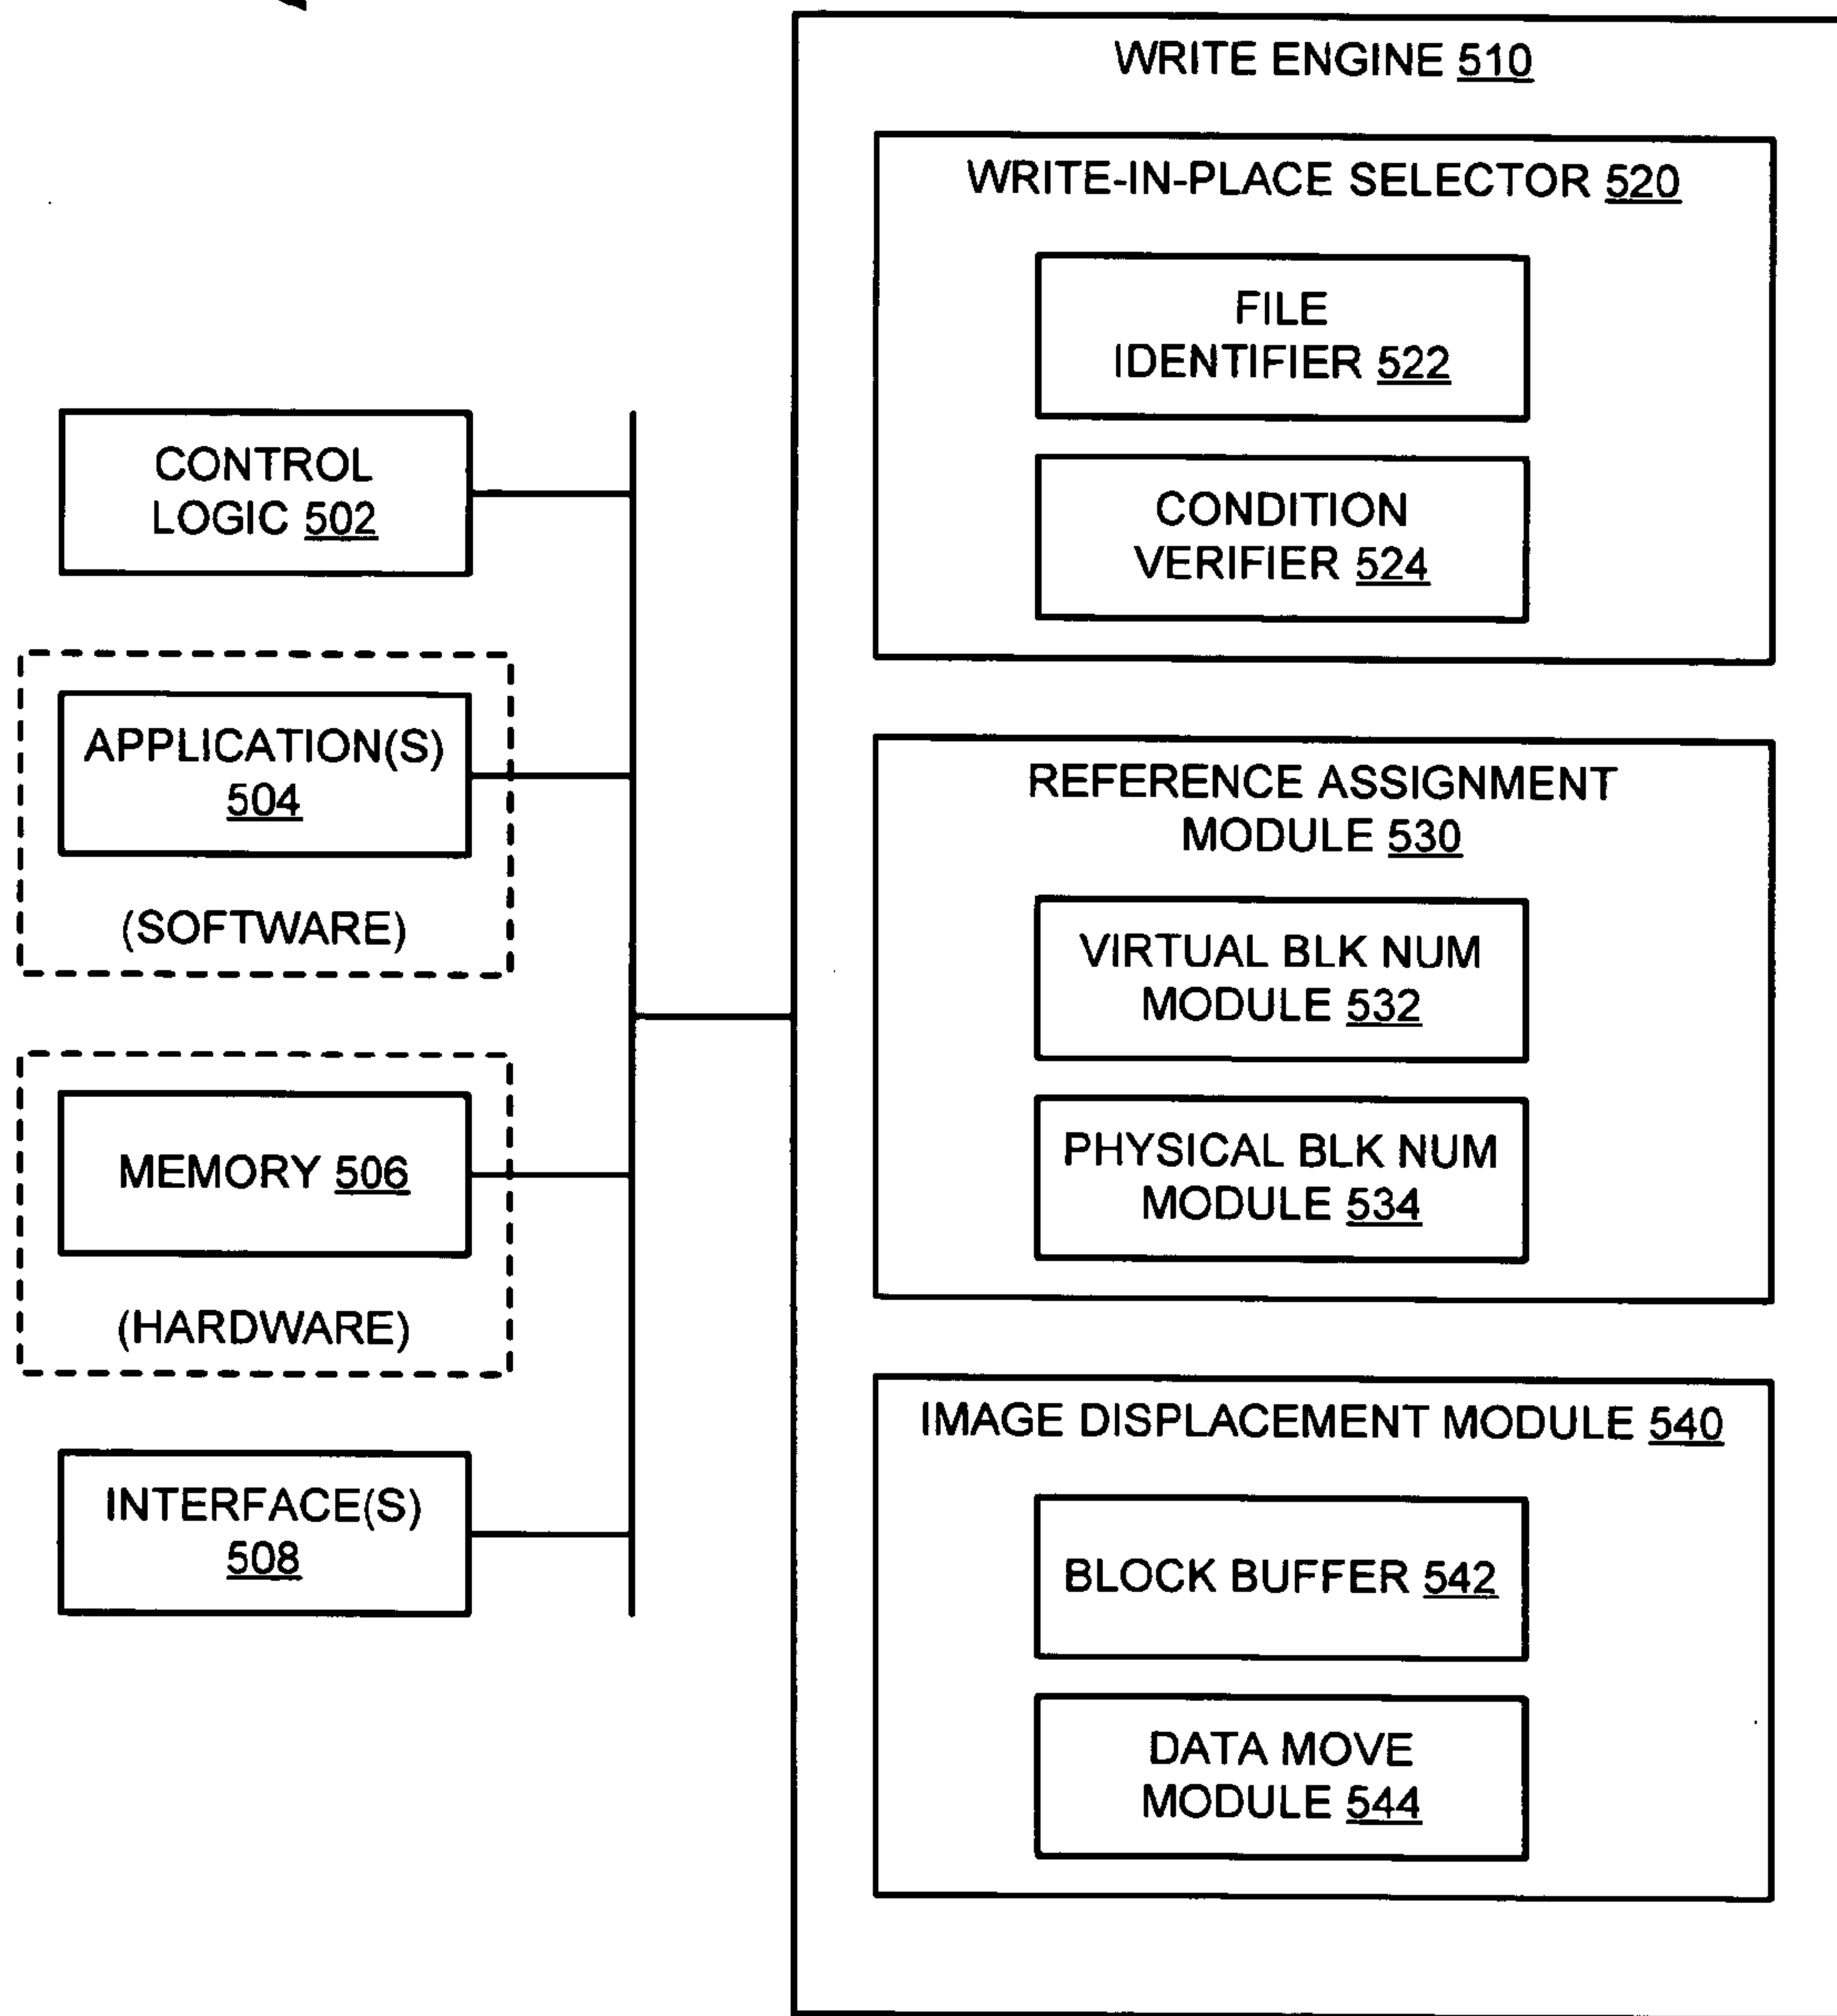 WRITE ENGINE 510
WRITE-IN-PLACE SELECTOR 520
FILE
IDENTIFIER 522
CONDITION
VERIFIER 524
CONTROL
LOGIC 502
APPLICATION(S)
504
(SOFTWARE)
MEMORY 506
(HARDWARE)
INTERFACE(S)
508
REFERENCE ASSIGNMENT
MODULE 530
VIRTUAL BLK NUM
MODULE 532
PHYSICAL BLK NUM
MODULE 534
IMAGE DISPLACEMENT MODULE 540
BLOCK BUFFER 542
DATA MOVE
MODULE 544